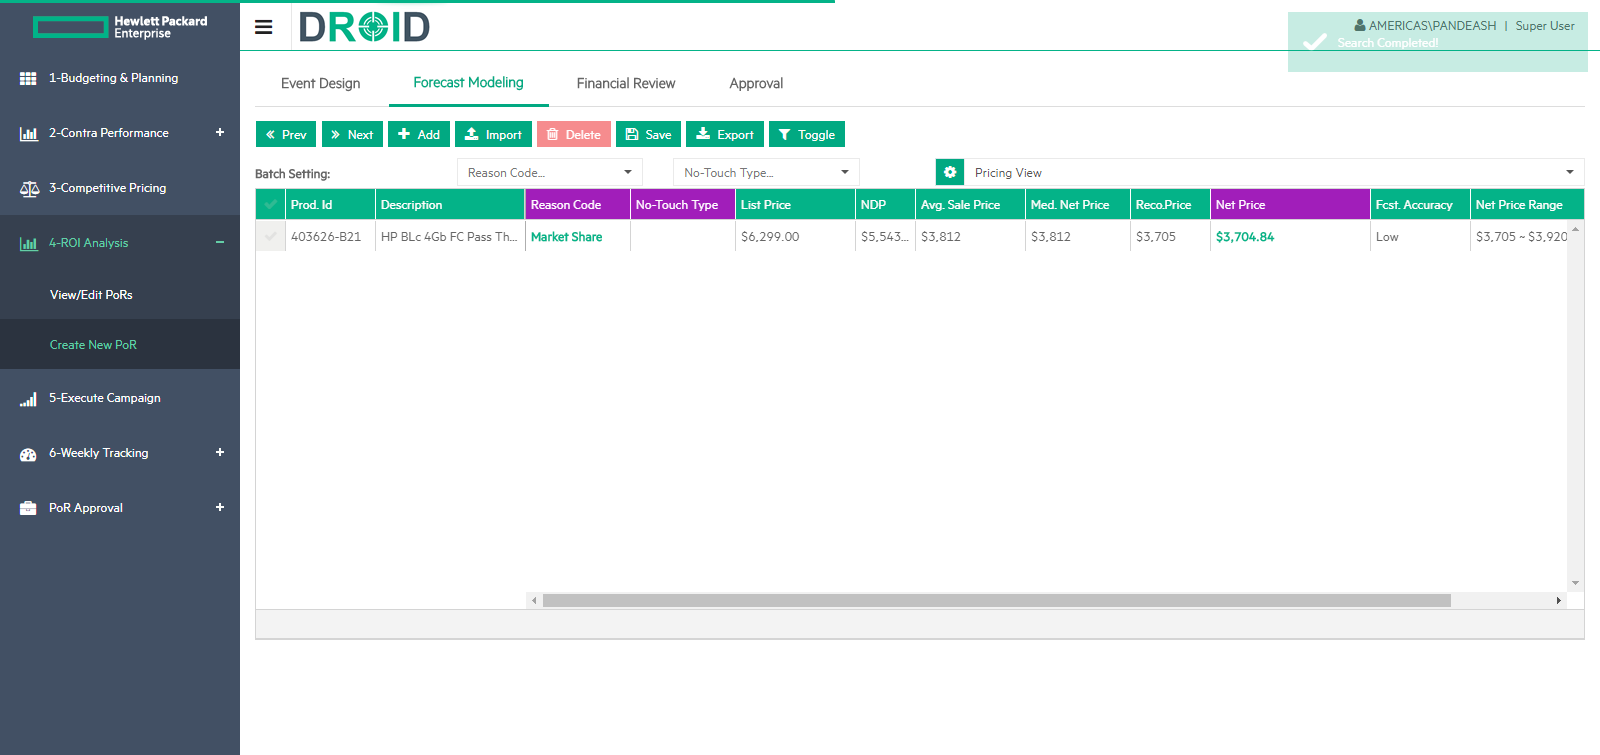 Hewlett Packard
Enterprise
DROID
AMERICAS\PANDEASH | Super User
Search Completed!
1-Budgeting & Planning
2-Contra Performance +
3-Competitive Pricing
4-ROI Analysis −
View/Edit PoRs
Create New PoR
5-Execute Campaign
6-Weekly Tracking +
PoR Approval +
Event Design Forecast Modeling Financial Review Approval
« Prev » Next + Add Import Delete Save Export Toggle
Batch Setting: Reason Code... No-Touch Type... Pricing View
Prod. Id Description Reason Code No-Touch Type List Price NDP Avg. Sale Price Med. Net Price Reco.Price Net Price Fcst. Accuracy Net Price Range
403626-B21 HP BLc 4Gb FC Pass Th... Market Share $6,299.00 $5,543... $3,812 $3,812 $3,705 $3,704.84 Low $3,705 ~ $3,920